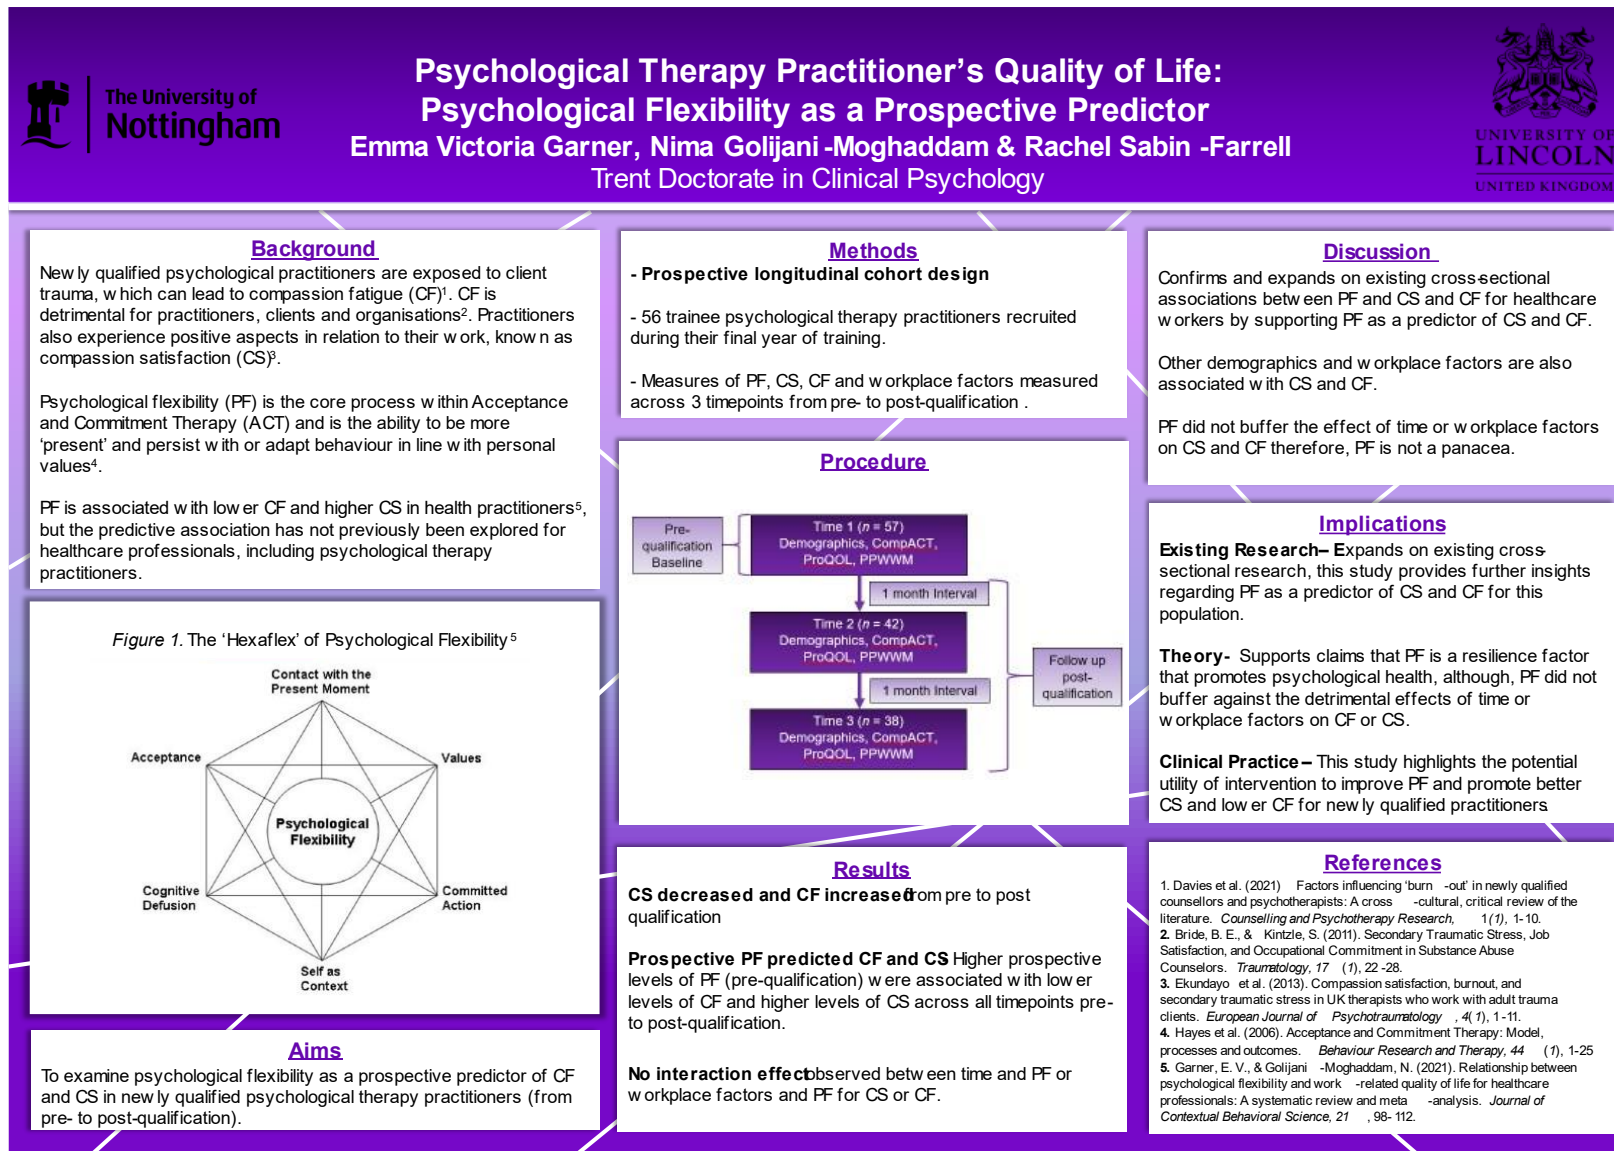 The University of
Nottingham
Psychological Therapy Practitioner's Quality of Life:
Psychological Flexibility as a Prospective Predictor
Emma Victoria Garner, Nima Golijani-Moghaddam & Rachel Sabin-Farrell
Trent Doctorate in Clinical Psychology
UNIVERSITY OF
LINCOLN
UNITED KINGDOM
Background
Newly qualified psychological practitioners are exposed to client
trauma, which can lead to compassion fatigue (CF)¹. CF is
detrimental for practitioners, clients and organisations². Practitioners
also experience positive aspects in relation to their work, known as
compassion satisfaction (CS)³.
Psychological flexibility (PF) is the core process within Acceptance
and Commitment Therapy (ACT) and is the ability to be more
'present' and persist with or adapt behaviour in line with personal
values⁴.
PF is associated with lower CF and higher CS in health practitioners⁵,
but the predictive association has not previously been explored for
healthcare professionals, including psychological therapy
practitioners.
Figure 1. The 'Hexaflex' of Psychological Flexibility ⁵
Contact with the
Present Moment
Acceptance
Values
Psychological
Flexibility
Cognitive
Defusion
Committed
Action
Self as
Context
Aims
To examine psychological flexibility as a prospective predictor of CF
and CS in newly qualified psychological therapy practitioners (from
pre- to post-qualification).
Methods
- Prospective longitudinal cohort design
- 56 trainee psychological therapy practitioners recruited
during their final year of training.
- Measures of PF, CS, CF and workplace factors measured
across 3 timepoints from pre- to post-qualification .
Procedure
Pre-
qualification
Baseline
Time 1 (n = 57)
Demographics, CompACT,
ProQOL, PPWWM
1 month Interval
Time 2 (n = 42)
Demographics, CompACT,
ProQOL, PPWWM
1 month Interval
Time 3 (n = 38)
Demographics, CompACT,
ProQOL, PPWWM
Follow up
post-
qualification
Results
CS decreased and CF increased from pre to post
qualification
Prospective PF predicted CF and CS Higher prospective
levels of PF (pre-qualification) were associated with lower
levels of CF and higher levels of CS across all timepoints pre-
to post-qualification.
No interaction effect observed between time and PF or
workplace factors and PF for CS or CF.
Discussion
Confirms and expands on existing cross-sectional
associations between PF and CS and CF for healthcare
workers by supporting PF as a predictor of CS and CF.
Other demographics and workplace factors are also
associated with CS and CF.
PF did not buffer the effect of time or workplace factors
on CS and CF therefore, PF is not a panacea.
Implications
Existing Research– Expands on existing cross-
sectional research, this study provides further insights
regarding PF as a predictor of CS and CF for this
population.
Theory- Supports claims that PF is a resilience factor
that promotes psychological health, although, PF did not
buffer against the detrimental effects of time or
workplace factors on CF or CS.
Clinical Practice – This study highlights the potential
utility of intervention to improve PF and promote better
CS and lower CF for newly qualified practitioners.
References
1. Davies et al. (2021) Factors influencing 'burn-out' in newly qualified
counsellors and psychotherapists: A cross-cultural, critical review of the
literature. Counselling and Psychotherapy Research, 1(1), 1-10.
2. Bride, B. E., & Kintzle, S. (2011). Secondary Traumatic Stress, Job
Satisfaction, and Occupational Commitment in Substance Abuse
Counselors. Traumatology, 17 (1), 22-28.
3. Ekundayo et al. (2013). Compassion satisfaction, burnout, and
secondary traumatic stress in UK therapists who work with adult trauma
clients. European Journal of Psychotraumatology, 4(1), 1-11.
4. Hayes et al. (2006). Acceptance and Commitment Therapy: Model,
processes and outcomes. Behaviour Research and Therapy, 44 (1), 1-25
5. Garner, E. V., & Golijani-Moghaddam, N. (2021). Relationship between
psychological flexibility and work-related quality of life for healthcare
professionals: A systematic review and meta-analysis. Journal of
Contextual Behavioral Science, 21, 98-112.